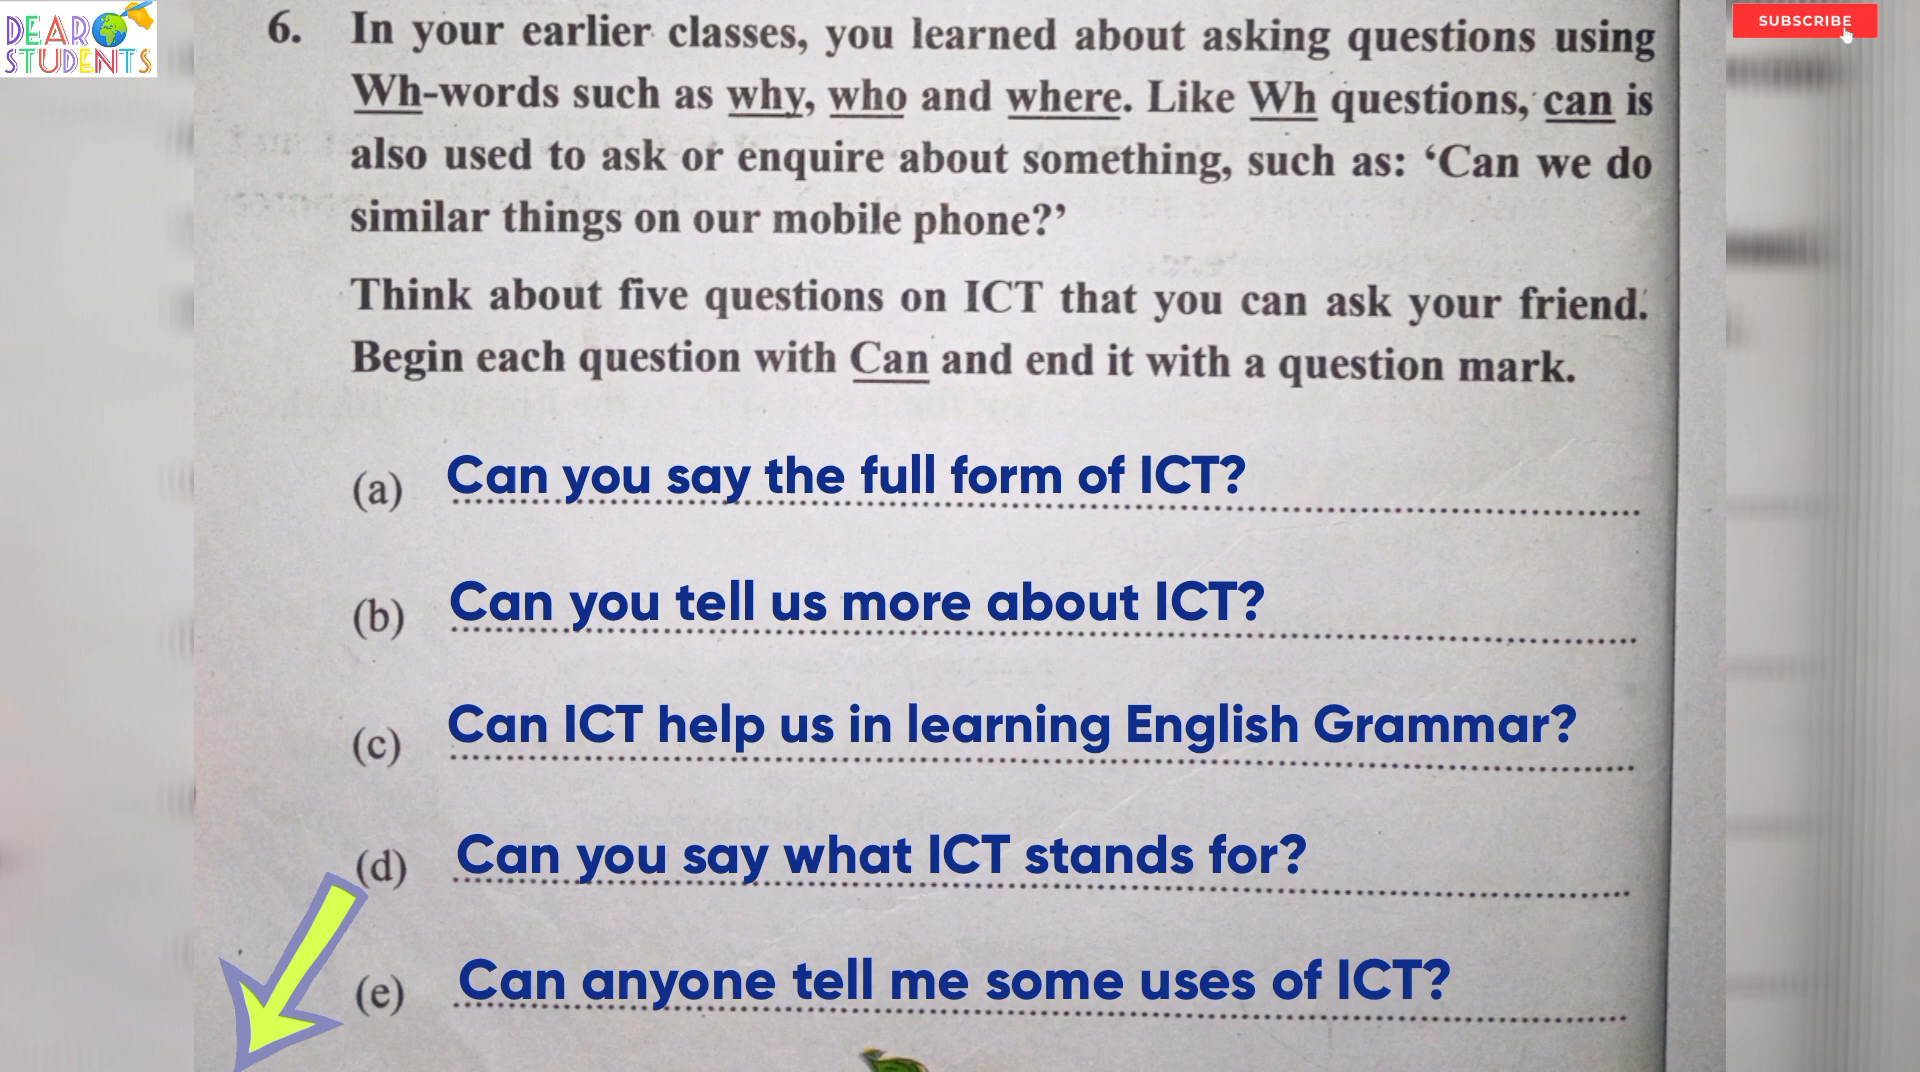 DEAR
STUDENTS
SUBSCRIBE
6. In your earlier classes, you learned about asking questions using
Wh-words such as why, who and where. Like Wh questions, can is
also used to ask or enquire about something, such as: ‘Can we do
similar things on our mobile phone?’
Think about five questions on ICT that you can ask your friend.
Begin each question with Can and end it with a question mark.
(a) Can you say the full form of ICT?
(b) Can you tell us more about ICT?
(c) Can ICT help us in learning English Grammar?
(d) Can you say what ICT stands for?
(e) Can anyone tell me some uses of ICT?